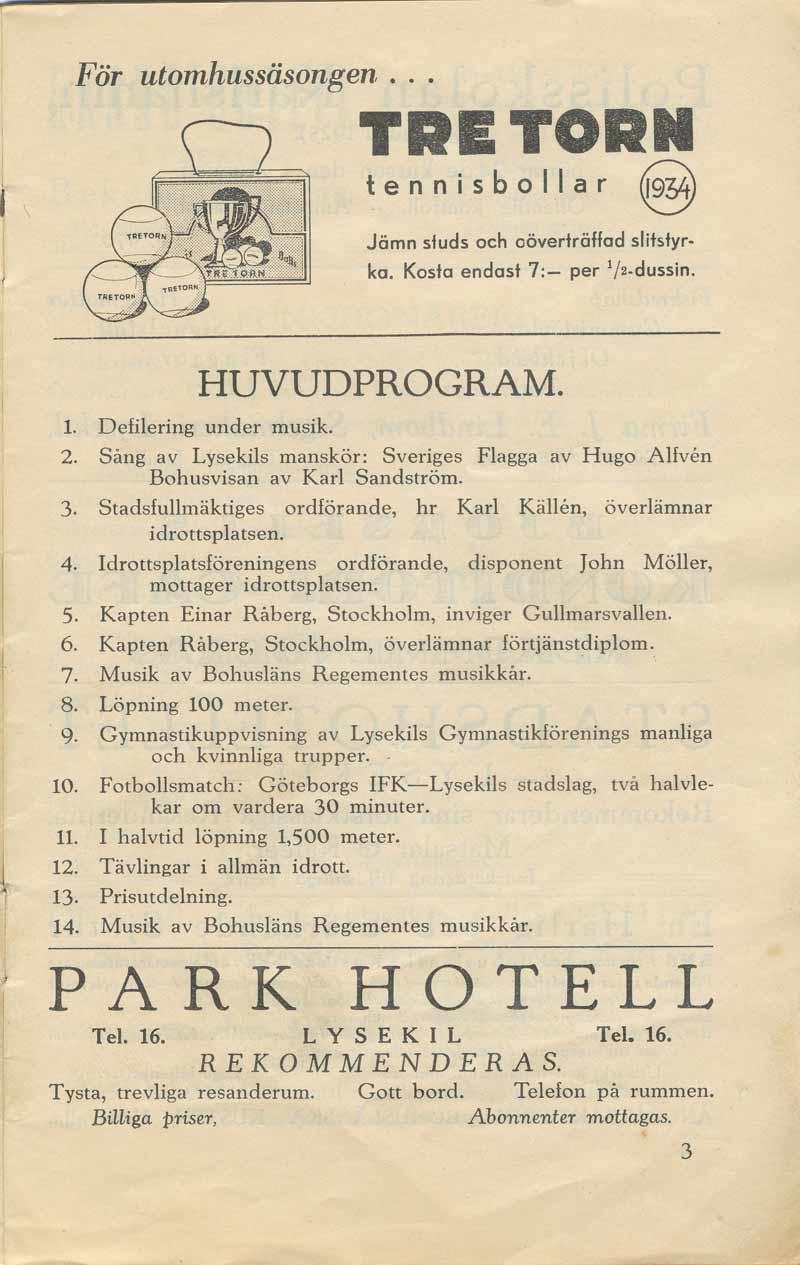 För utomhussäsongen . . .
TRETORN
tennisbollar 1934
Jämn studs och oöverträffad slitstyr-
ka. Kosta endast 7:— per 1/2-dussin.
TRETORN
TRETORN
TRETORN
TRETORN
HUVUDPROGRAM.
1. Defilering under musik.
2. Sång av Lysekils manskör: Sveriges Flagga av Hugo Alfvén
Bohusvisan av Karl Sandström.
3. Stadsfullmäktiges ordförande, hr Karl Källén, överlämnar
idrottsplatsen.
4. Idrottsplatsföreningens ordförande, disponent John Möller,
mottager idrottsplatsen.
5. Kapten Einar Råberg, Stockholm, inviger Gullmarsvallen.
6. Kapten Råberg, Stockholm, överlämnar förtjänstdiplom.
7. Musik av Bohusläns Regementes musikkår.
8. Löpning 100 meter.
9. Gymnastikuppvisning av Lysekils Gymnastikförenings manliga
och kvinnliga trupper.
10. Fotbollsmatch: Göteborgs IFK—Lysekils stadslag, två halvle-
kar om vardera 30 minuter.
11. I halvtid löpning 1,500 meter.
12. Tävlingar i allmän idrott.
13. Prisutdelning.
14. Musik av Bohusläns Regementes musikkår.
PARK HOTELL
Tel. 16. LYSEKIL Tel. 16.
REKOMMENDERAS.
Tysta, trevliga resanderum. Gott bord. Telefon på rummen.
Billiga priser, Abonnenter mottagas.
3